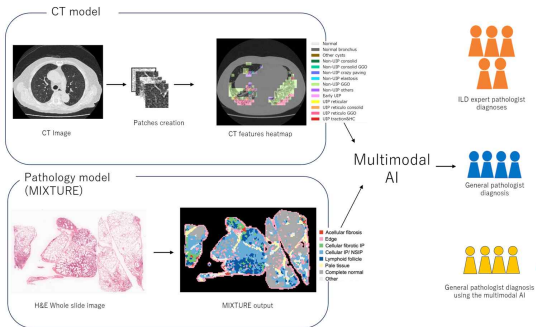 CT model
CT Image
Patches creation
CT features heatmap
Normal
Normal bronchus
Other cysts
Non-UIP consolid
Non-UIP consolid GGO
Non-UIP crazy paving
Non-UIP elastosis
Non-UIP GGO
Non-UIP others
Early UIP
UIP reticular
UIP reticulo consolid
UIP reticulo GGO
UIP traction&HC
Pathology model
(MIXTURE)
H&E Whole slide image
MIXTURE output
Acellular fibrosis
Edge
Cellular fibrotic IP
Cellular IP/ NSIP
Lymphoid follicle
Pale tissue
Complete normal
Other
Multimodal
AI
ILD expert pathologist
diagnoses
General pathologist
diagnosis
General pathologist diagnosis
using the multimodal AI